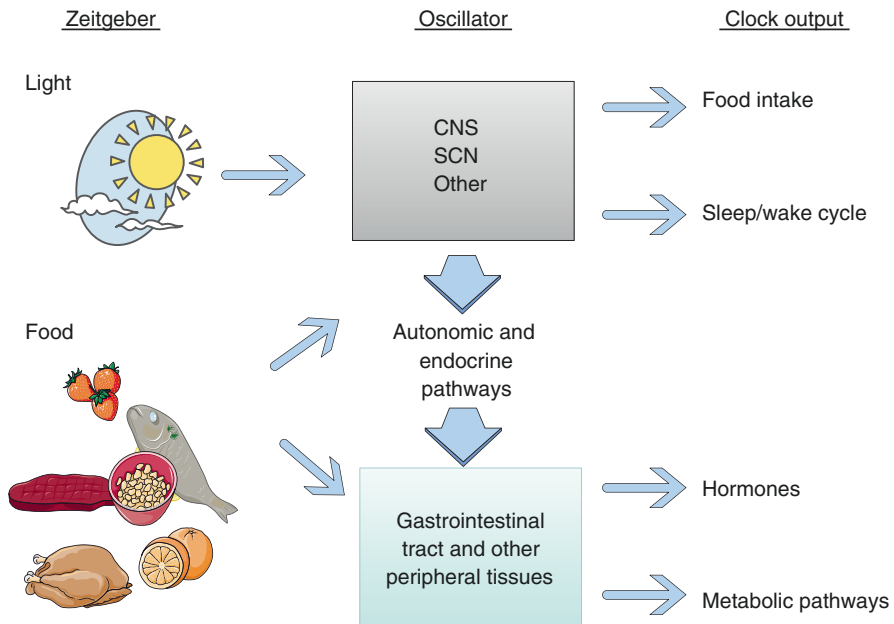 Zeitgeber
Oscillator
Clock output
Light
CNS
SCN
Other
Food intake
Sleep/wake cycle
Food
Autonomic and
endocrine
pathways
Gastrointestinal
tract and other
peripheral tissues
Hormones
Metabolic pathways